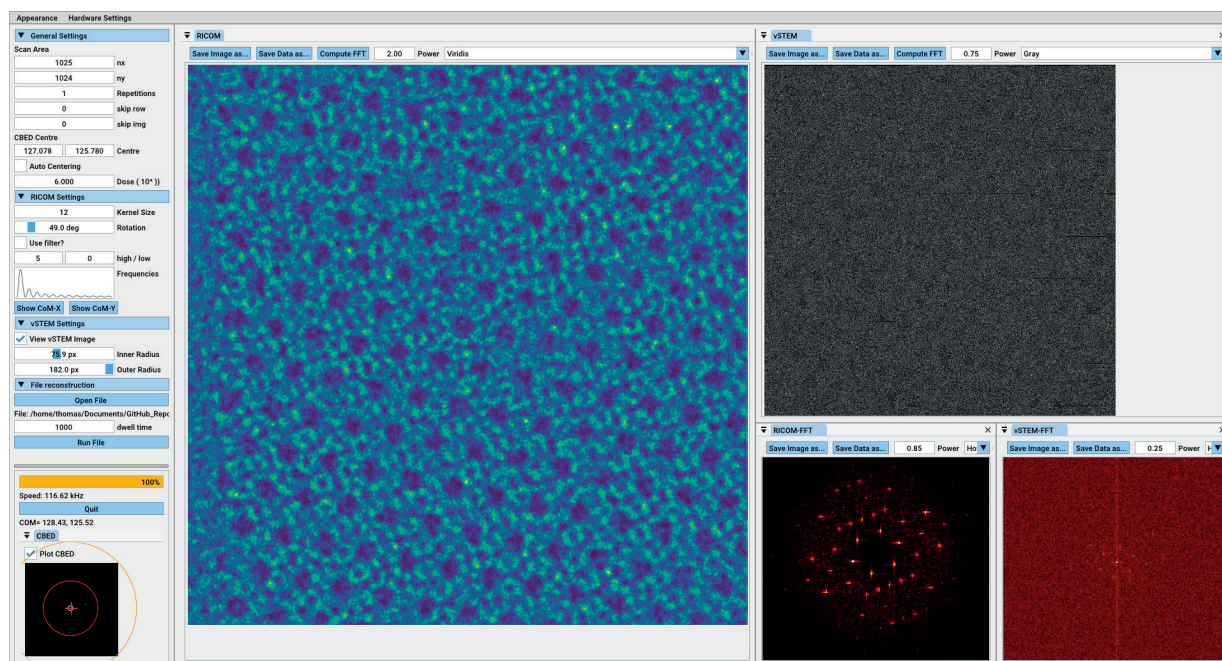 Appearance Hardware Settings
General Settings
Scan Area
1025 nx
1024 ny
1 Repetitions
0 skip row
0 skip img
CBED Centre
127.078 125.780 Centre
Auto Centering
6.000 Dose ( 10^ ))
RICOM Settings
12 Kernel Size
49.0 deg Rotation
Use filter?
5 0 high / low
Frequencies
Show CoM-X Show CoM-Y
vSTEM Settings
View vSTEM Image
75.9 px Inner Radius
182.0 px Outer Radius
File reconstruction
Open File
File: /home/thomas/Documents/GitHub_Repo
1000 dwell time
Run File
100%
Speed: 116.62 kHz
Quit
COM= 128.43, 125.52
CBED
Plot CBED
RICOM
Save Image as... Save Data as... Compute FFT 2.00 Power Viridis
vSTEM
Save Image as... Save Data as... Compute FFT 0.75 Power Gray
RICOM-FFT
Save Image as... Save Data as... 0.85 Power Ho
vSTEM-FFT
Save Image as... Save Data as... 0.25 Power H